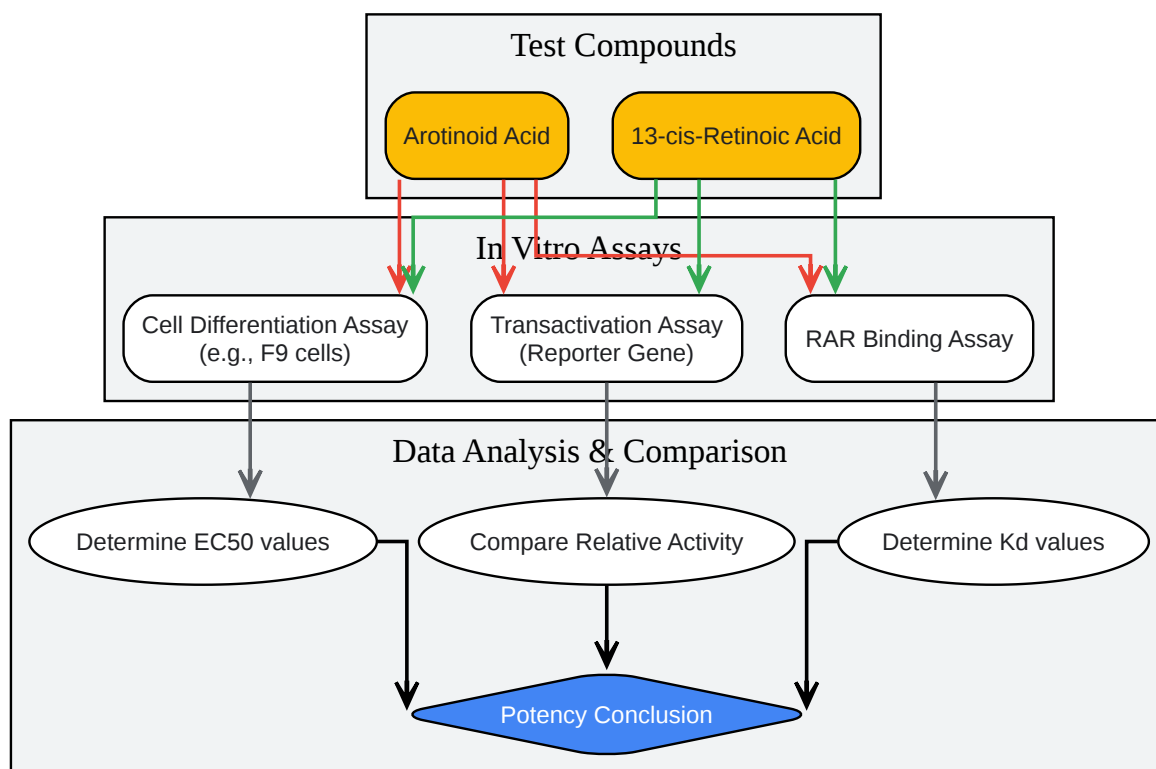 Test Compounds
Arotinoid Acid
13-cis-Retinoic Acid
In Vitro Assays
Cell Differentiation Assay
(e.g., F9 cells)
Transactivation Assay
(Reporter Gene)
RAR Binding Assay
Data Analysis & Comparison
Determine EC50 values
Compare Relative Activity
Determine Kd values
Potency Conclusion